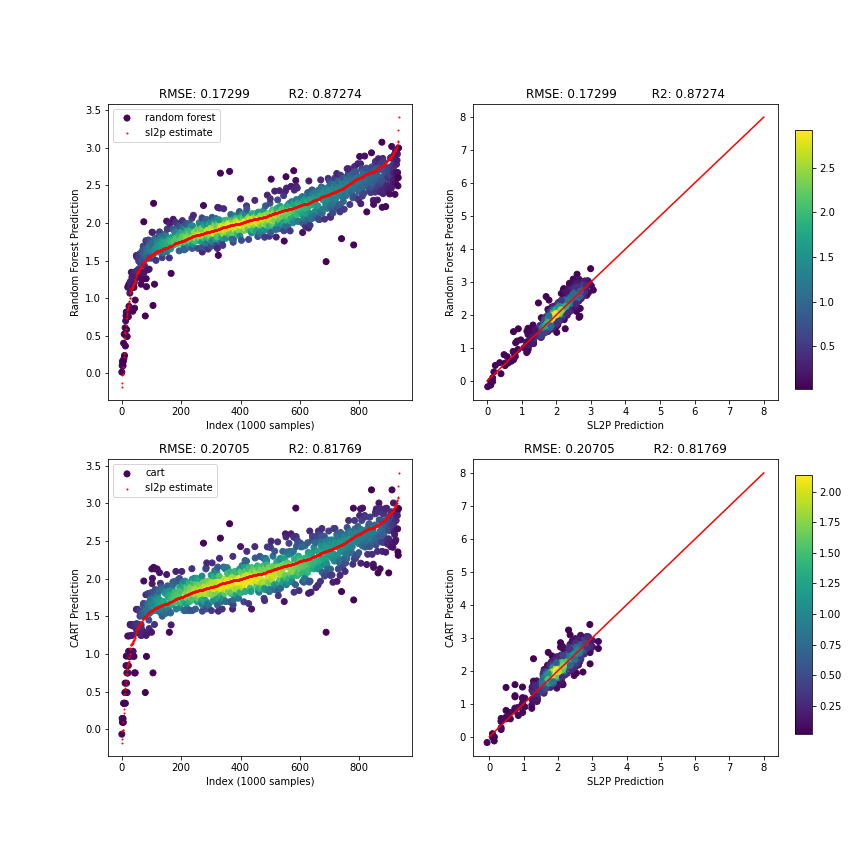 RMSE: 0.17299 R2: 0.87274
3.5
3.0
2.5
2.0
1.5
1.0
0.5
0.0
Random Forest Prediction
random forest
sl2p estimate
0 200 400 600 800
Index (1000 samples)
RMSE: 0.17299 R2: 0.87274
8
7
6
5
4
3
2
1
0
Random Forest Prediction
0 1 2 3 4 5 6 7 8
SL2P Prediction
2.5
2.0
1.5
1.0
0.5
RMSE: 0.20705 R2: 0.81769
3.5
3.0
2.5
2.0
1.5
1.0
0.5
0.0
CART Prediction
cart
sl2p estimate
0 200 400 600 800
Index (1000 samples)
RMSE: 0.20705 R2: 0.81769
8
7
6
5
4
3
2
1
0
CART Prediction
0 1 2 3 4 5 6 7 8
SL2P Prediction
2.00
1.75
1.50
1.25
1.00
0.75
0.50
0.25